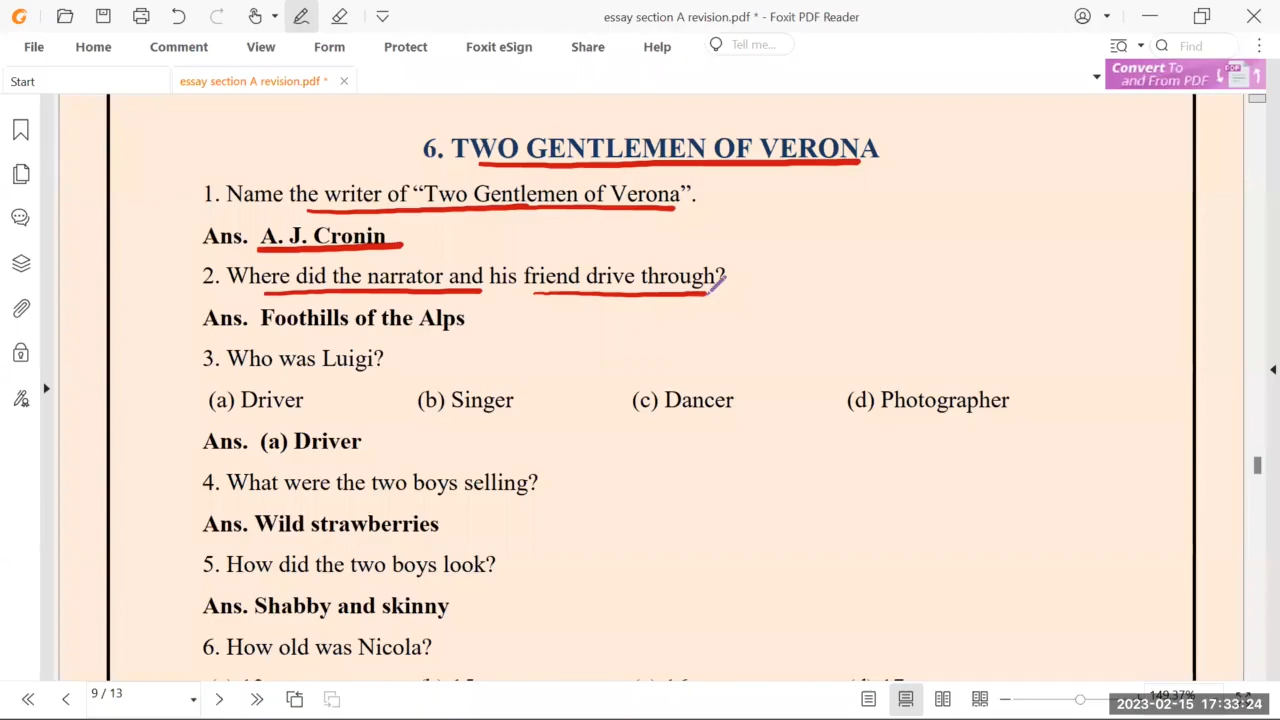 essay section A revision.pdf * - Foxit PDF Reader
File Home Comment View Form Protect Foxit eSign Share Help Tell me... Find
Start essay section A revision.pdf * Convert To and From PDF
6. TWO GENTLEMEN OF VERONA
1. Name the writer of “Two Gentlemen of Verona”.
Ans. A. J. Cronin
2. Where did the narrator and his friend drive through?
Ans. Foothills of the Alps
3. Who was Luigi?
(a) Driver (b) Singer (c) Dancer (d) Photographer
Ans. (a) Driver
4. What were the two boys selling?
Ans. Wild strawberries
5. How did the two boys look?
Ans. Shabby and skinny
6. How old was Nicola?
9 / 13
149.37%
2023-02-15 17:33:24